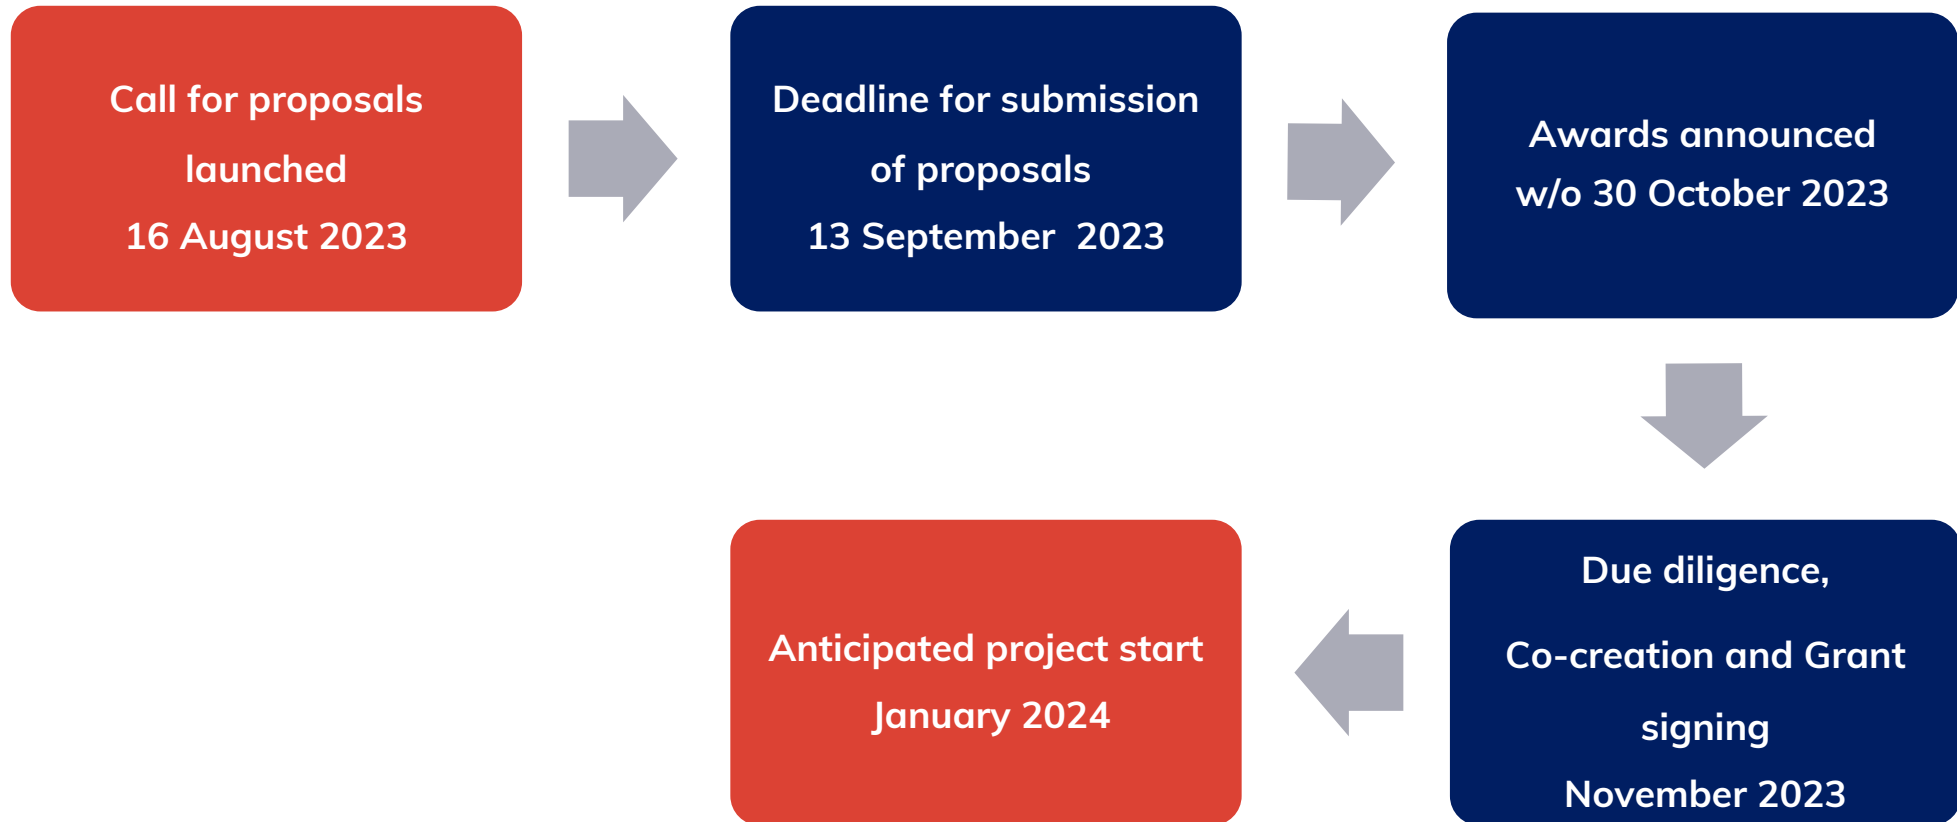 Call for proposals
launched
16 August 2023
Deadline for submission
of proposals
13 September  2023
Awards announced
w/o 30 October 2023
Due diligence,
Co-creation and Grant
signing
November 2023
Anticipated project start
January 2024